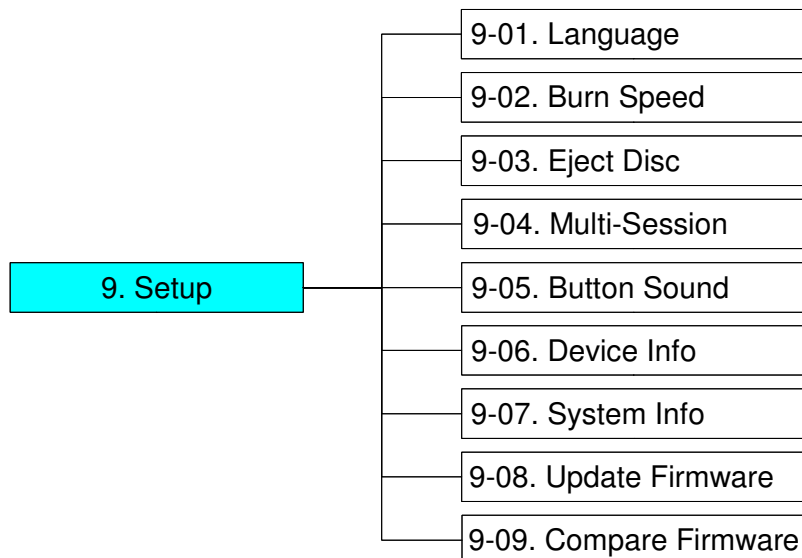 9. Setup
9-01. Language
9-02. Burn Speed
9-03. Eject Disc
9-04. Multi-Session
9-05. Button Sound
9-06. Device Info
9-07. System Info
9-08. Update Firmware
9-09. Compare Firmware